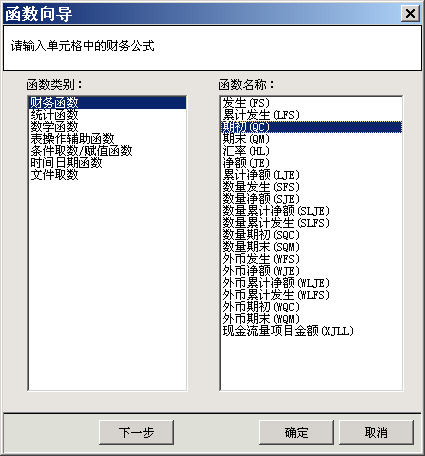 函数向导
请输入单元格中的财务公式
函数类别：
财务函数
统计函数
数学函数
表操作辅助函数
条件取数/赋值函数
时间日期函数
文件取数
函数名称：
发生(FS)
累计发生(LFS)
期初(QC)
期末(QM)
汇率(HL)
净额(JE)
累计净额(LJE)
数量发生(SFS)
数量净额(SJE)
数量累计净额(SLJE)
数量累计发生(SLFS)
数量期初(SQC)
数量期末(SQM)
外币发生(WFS)
外币净额(WJE)
外币累计净额(WLJE)
外币累计发生(WLFS)
外币期初(WQC)
外币期末(WQM)
现金流量项目金额(XJLL)
下一步
确定
取消